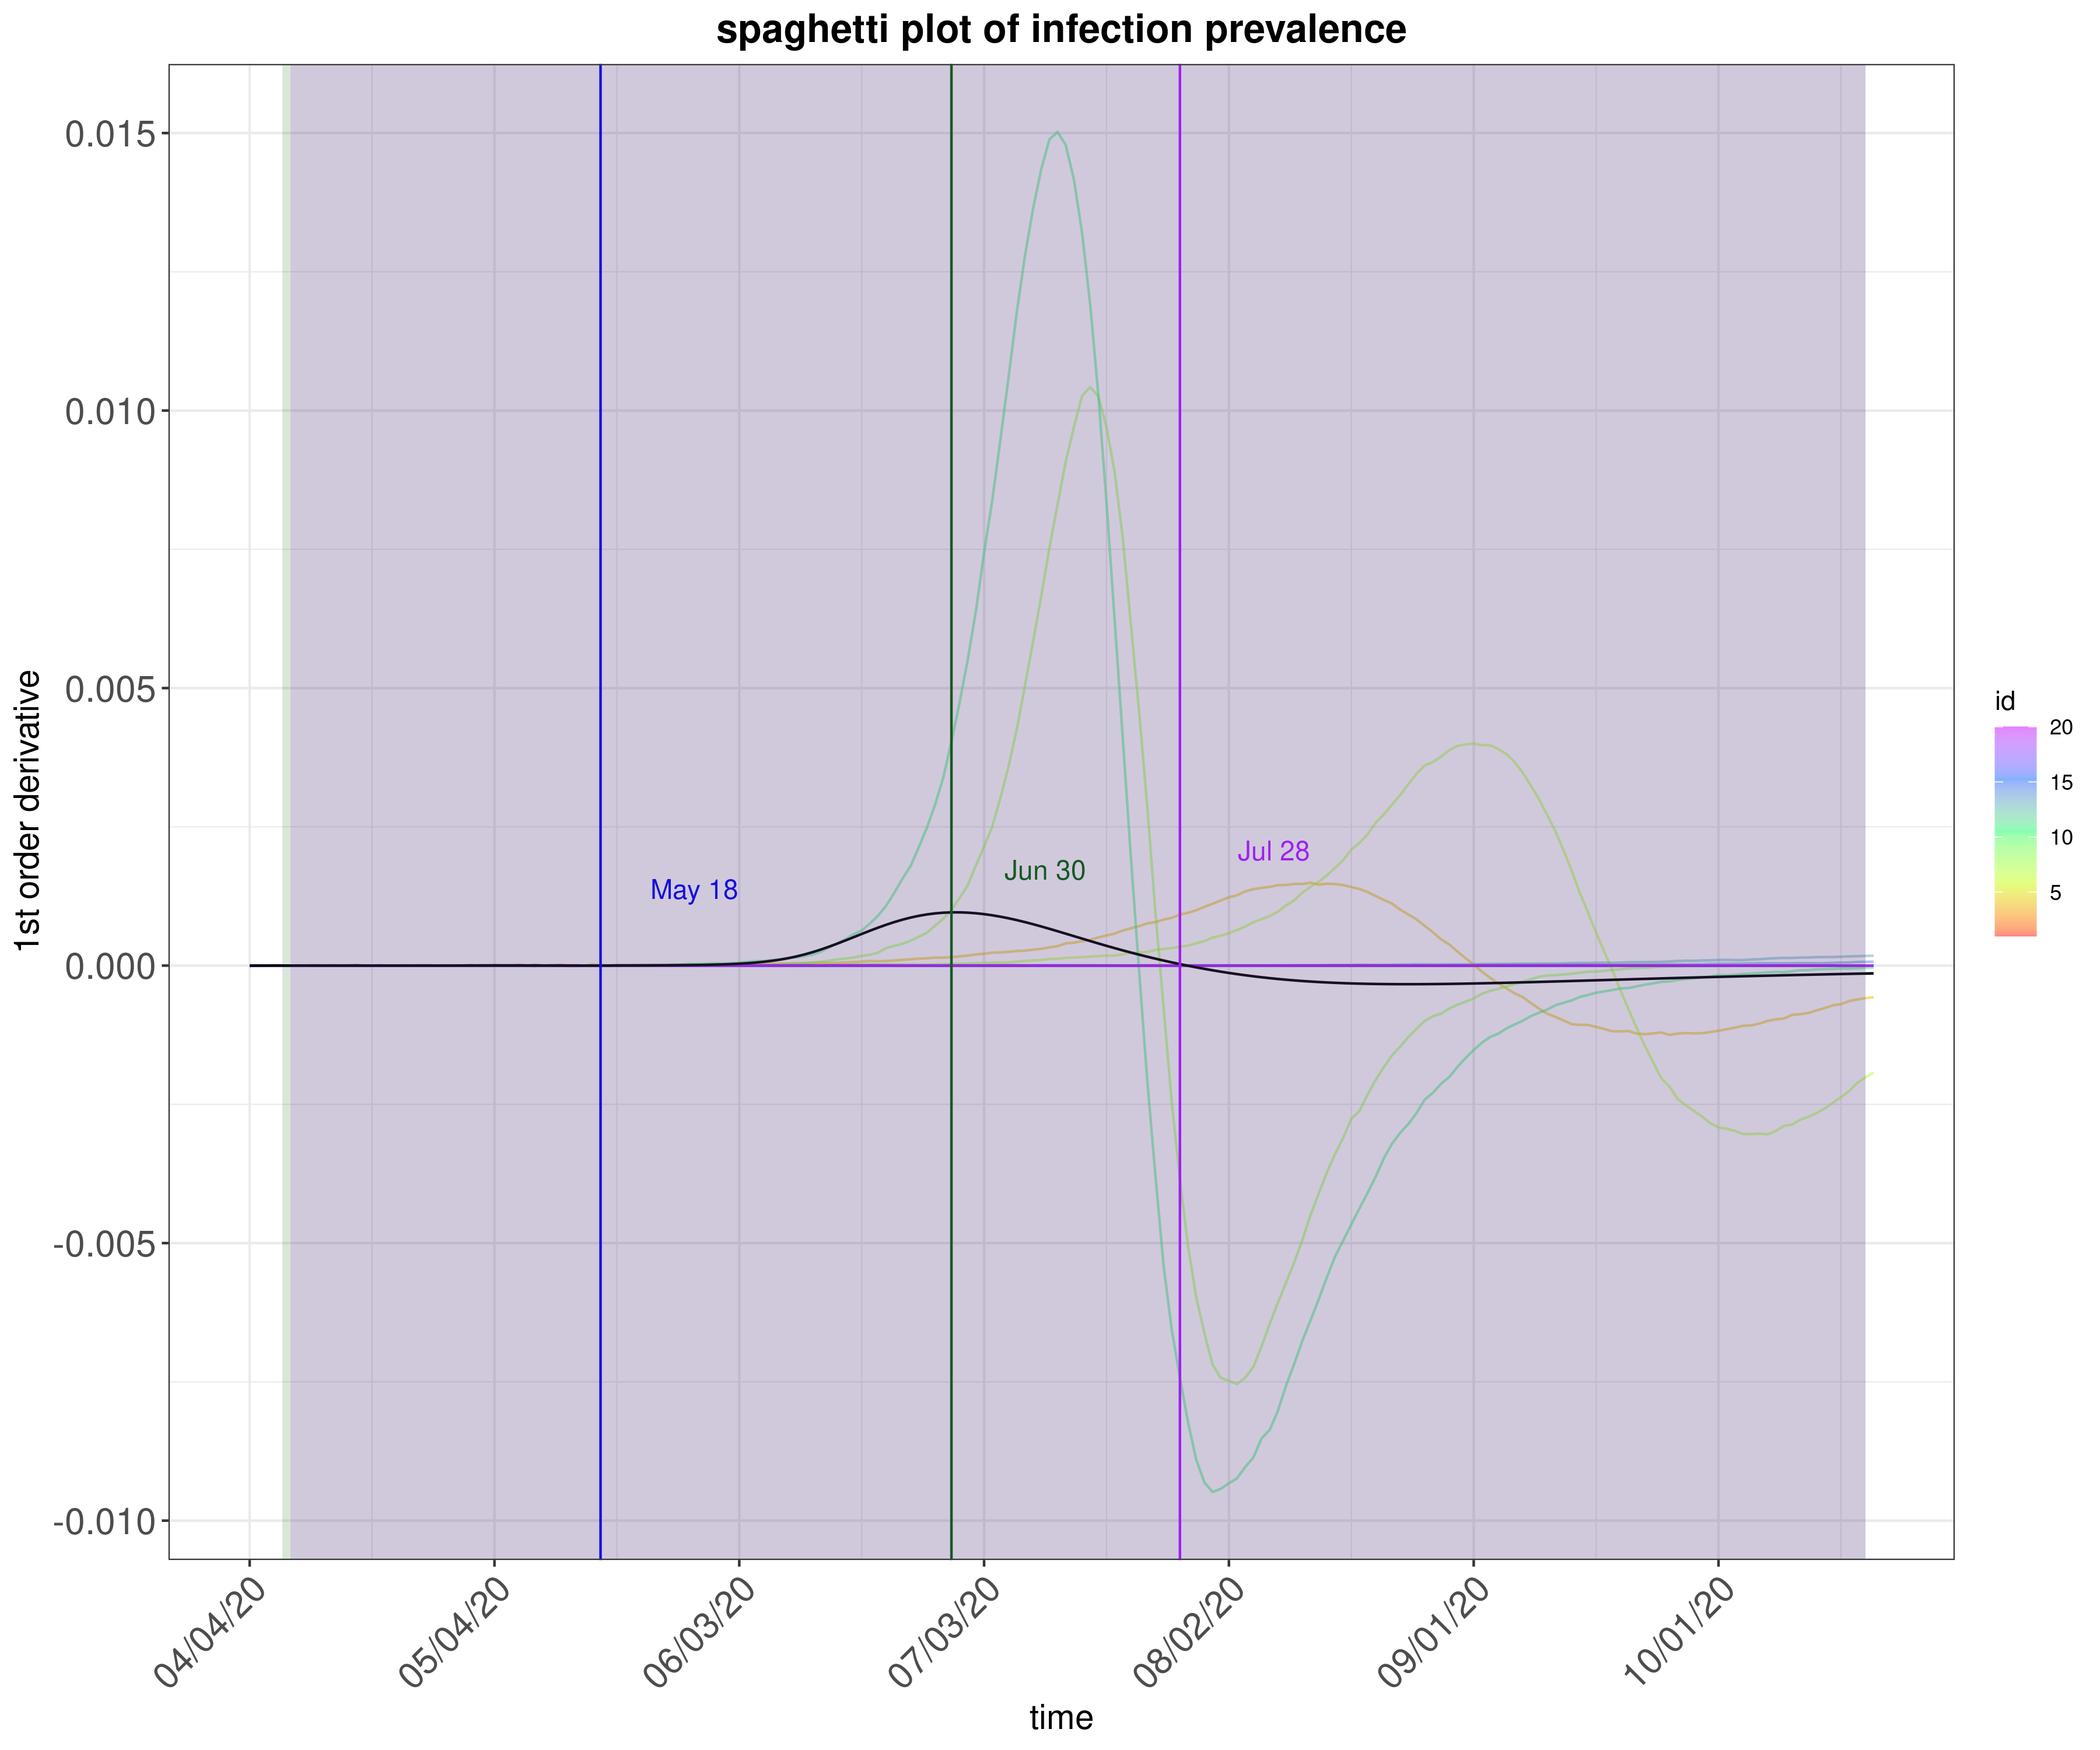 spaghetti plot of infection prevalence
0.015
0.010
0.005
0.000
-0.005
-0.010
1st order derivative
May 18
Jun 30
Jul 28
id
20
15
10
5
04/04/20
05/04/20
06/03/20
07/03/20
08/02/20
09/01/20
10/01/20
time